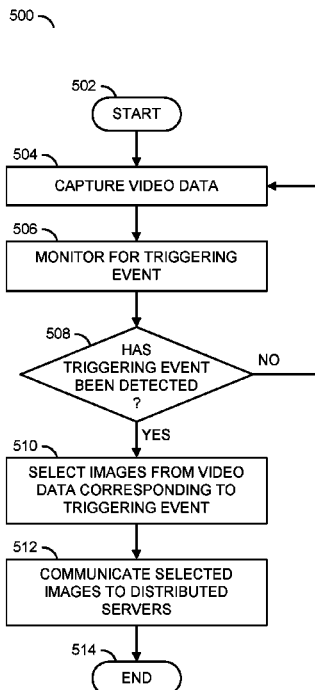 500
502
START
504
CAPTURE VIDEO DATA
506
MONITOR FOR TRIGGERING
EVENT
508
HAS
TRIGGERING EVENT
BEEN DETECTED
?
NO
YES
510
SELECT IMAGES FROM VIDEO
DATA CORRESPONDING TO
TRIGGERING EVENT
512
COMMUNICATE SELECTED
IMAGES TO DISTRIBUTED
SERVERS
514
END